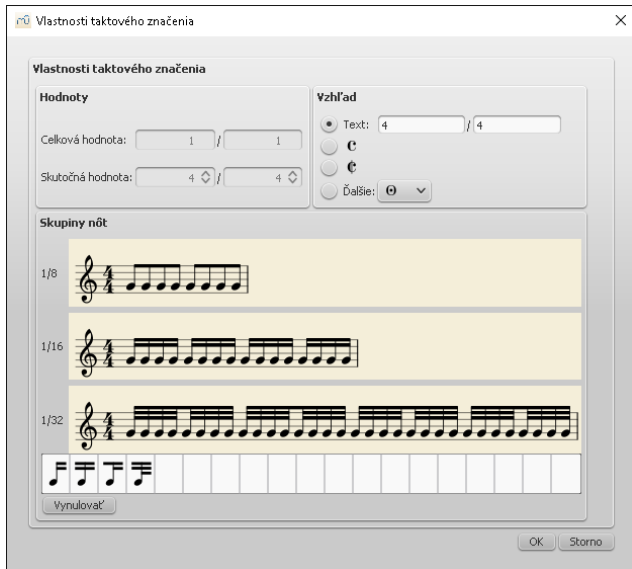 Vlastnosti taktového značenia
Vlastnosti taktového značenia
Hodnoty
Celková hodnota: 1 / 1
Skutočná hodnota: 4 / 4
Vzhľad
Text: 4 / 4
Ďalšie:
Skupiny nôt
1/8
1/16
1/32
Vynulovať
OK Storno